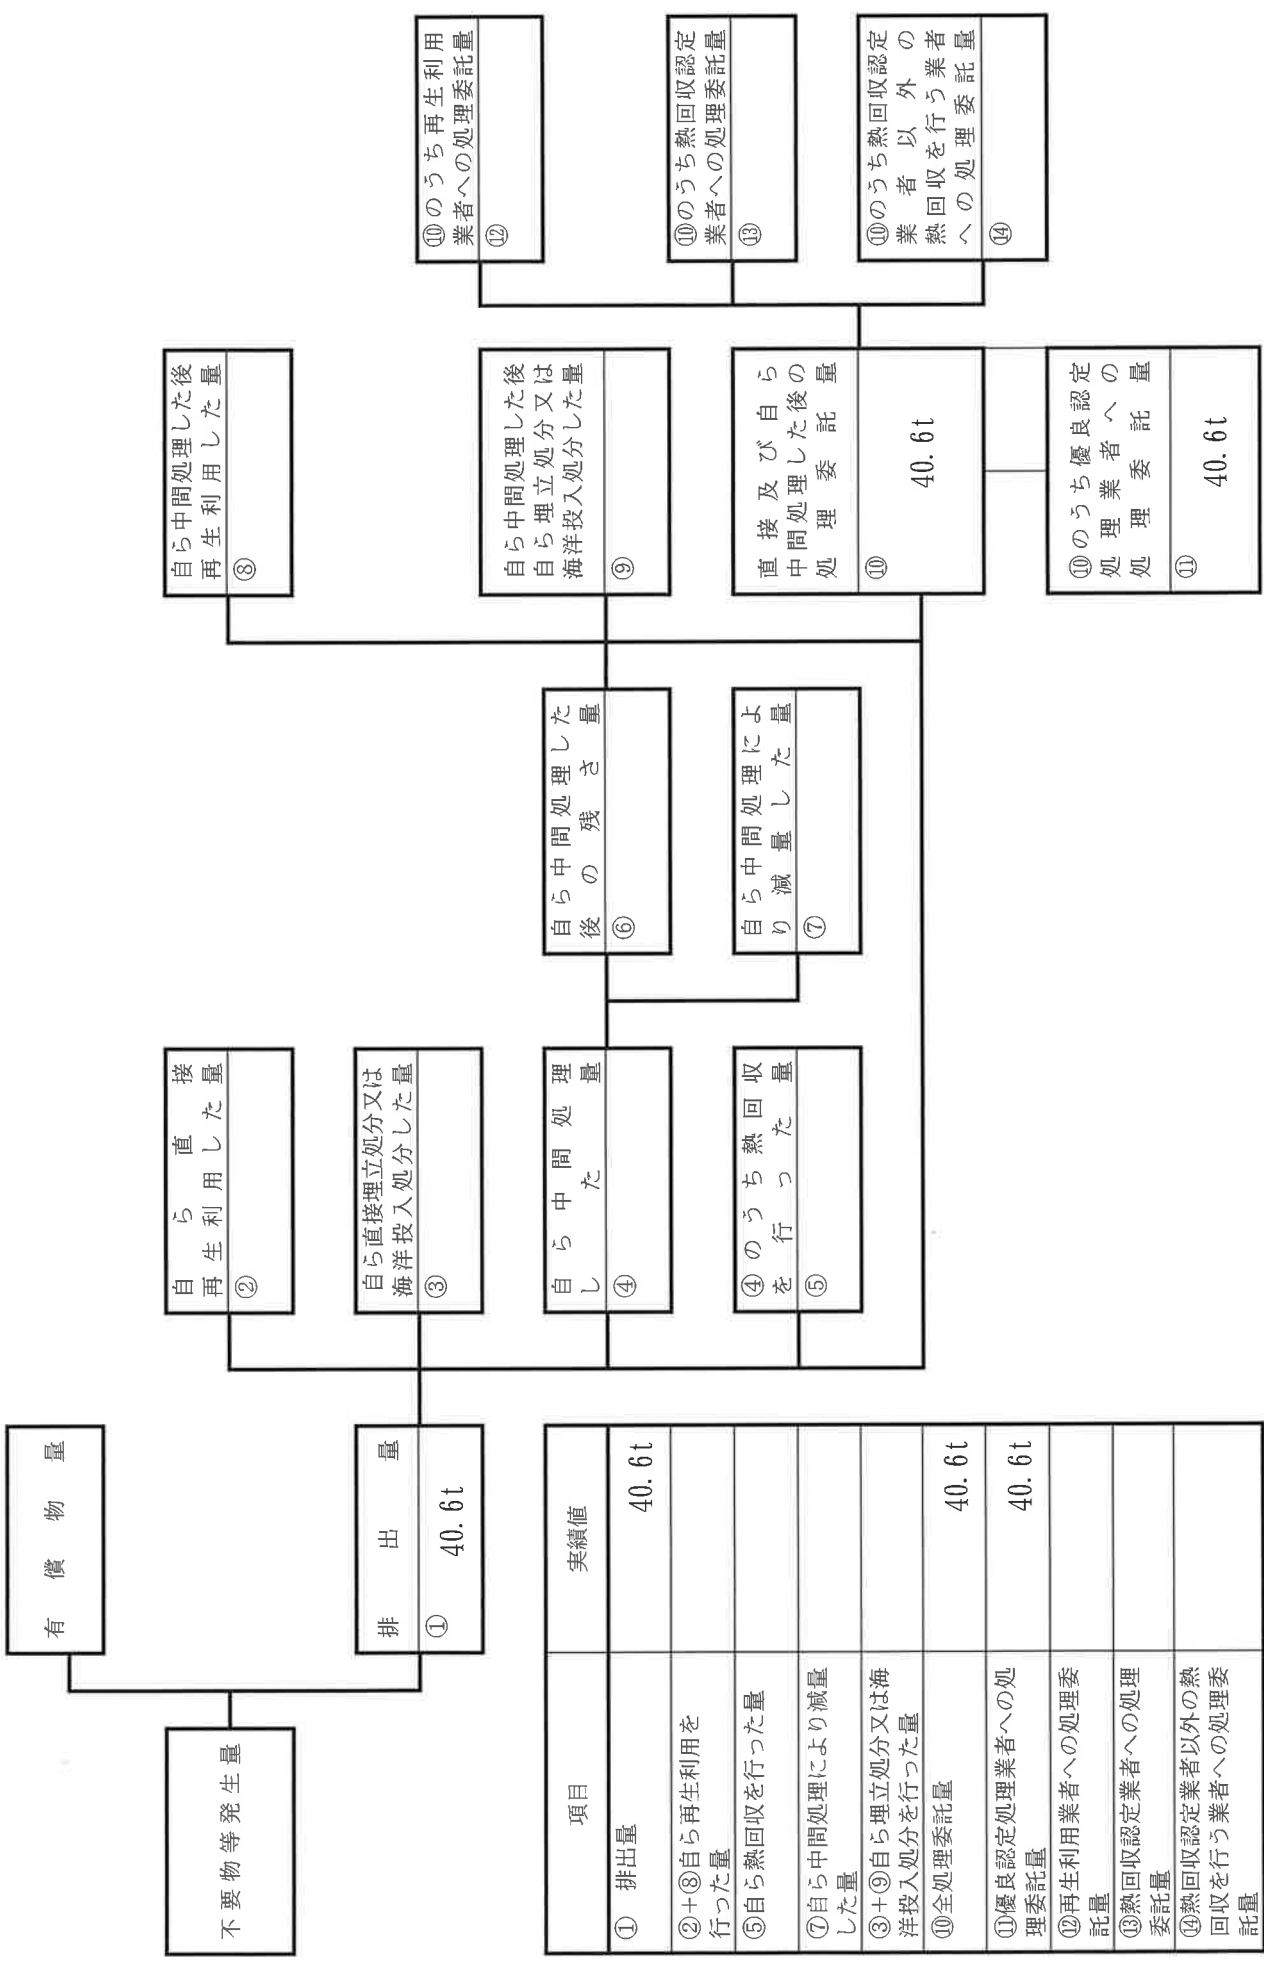 不要物等発生量
有償物量
排出量
①
40.6t
自ら直接
再生利用した量
②
自ら直接埋立処分又は
海洋投入処分した量
③
自ら中間処理
した量
④
④のうち熱回収
を行った量
⑤
自ら中間処理した
後の残さ量
⑥
自ら中間処理によ
り減量した量
⑦
自ら中間処理した後
再生利用した量
⑧
自ら中間処理した後
自ら埋立処分又は
海洋投入処分した量
⑨
直接及び自ら
中間処理した後の
処理委託量
⑩
40.6t
⑩のうち優良認定
処理業者への
処理委託量
⑪
40.6t
⑩のうち再生利用
業者への処理委託量
⑫
⑩のうち熱回収認定
業者への処理委託量
⑬
⑩のうち熱回収認定
業者以外の
熱回収を行う業者
への処理委託量
⑭
項目 実績値
① 排出量 40.6t
②+⑧自ら再生利用を
行った量
⑤自ら熱回収を行った量
⑦自ら中間処理により減量
した量
③+⑨自ら埋立処分又は海
洋投入処分を行った量
⑩全処理委託量 40.6t
⑪優良認定処理業者への処
理委託量 40.6t
⑫再生利用業者への処理委
託量
⑬熱回収認定業者への処理
委託量
⑭熱回収認定業者以外の熱
回収を行う業者への処理委
託量